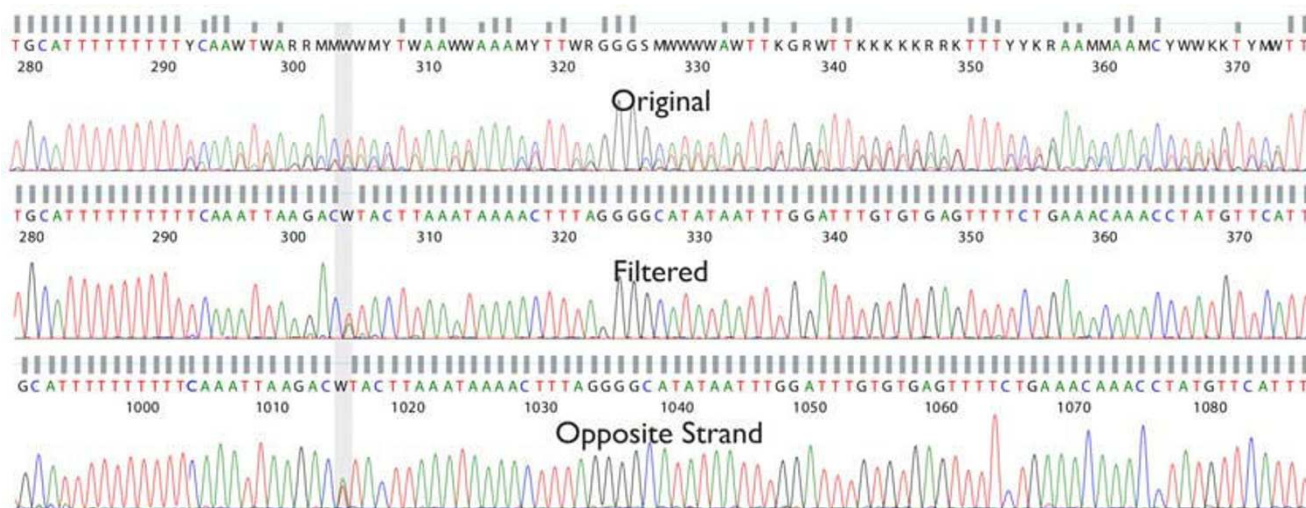 TGCATTTTTTTTTYCAAWTWARRMMWWMYTWAAWWAAAMYTTWRGGGSMWWWWAWTTKGRWTTKKKKKRRKTTTYYKRAAMMAAMCYWWKKTYMWTT
280 290 300 310 320 330 340 350 360 370
Original
TGCATTTTTTTTTTCAAATTAAGACWTACTTAAATAAAACTTTAGGGGCATATAATTTGGATTTGTGTGAGTTTTCTGAAACAAACCTATGTTCATT
280 290 300 310 320 330 340 350 360 370
Filtered
GCATTTTTTTTTTCAAATTAAGACWTACTTAAATAAAACTTTAGGGGCATATAATTTGGATTTGTGTGAGTTTTCTGAAACAAACCTATGTTCATTT
1000 1010 1020 1030 1040 1050 1060 1070 1080
Opposite Strand